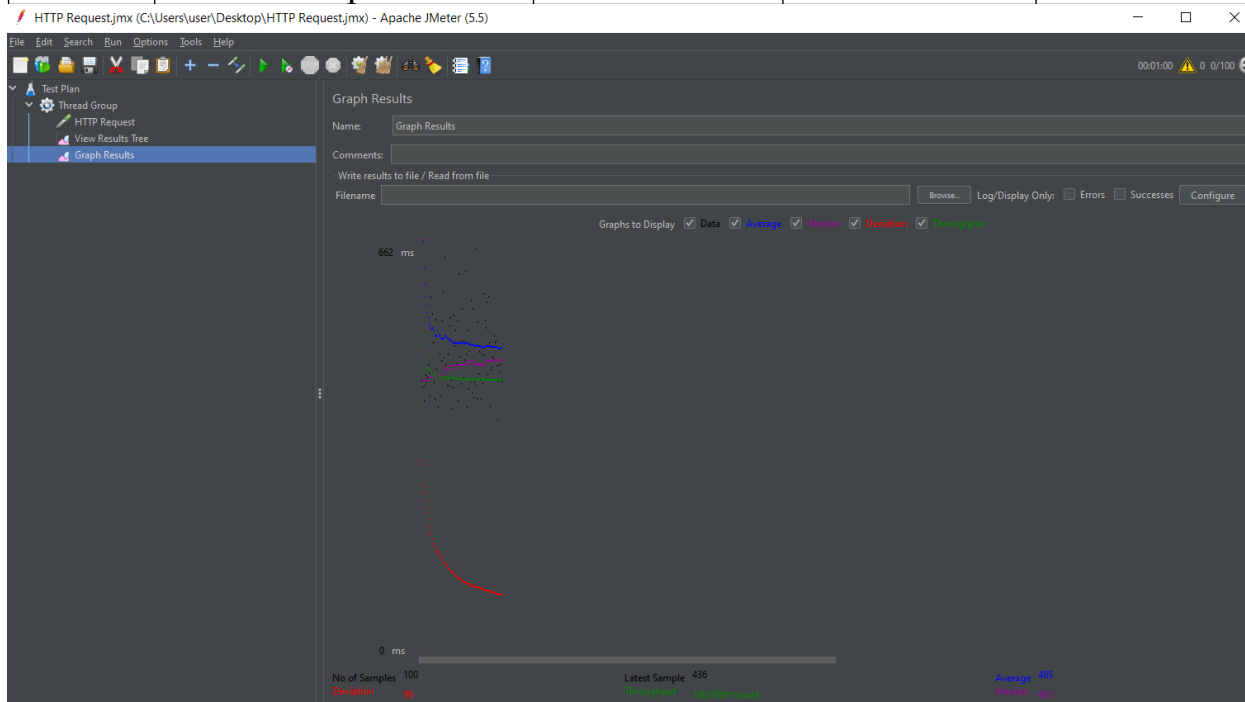 HTTP Request.jmx (C:\Users\user\Desktop\HTTP Request.jmx) - Apache JMeter (5.5)
File Edit Search Run Options Tools Help
00:01:00 0 0/100
Test Plan
Thread Group
HTTP Request
View Results Tree
Graph Results
Graph Results
Name: Graph Results
Comments:
Write results to file / Read from file
Filename Browse... Log/Display Only: Errors Successes Configure
Graphs to Display Data Average Median Deviation Throughput
662 ms
0 ms
No of Samples 100 Latest Sample 436 Average 489
Deviation Throughput Median